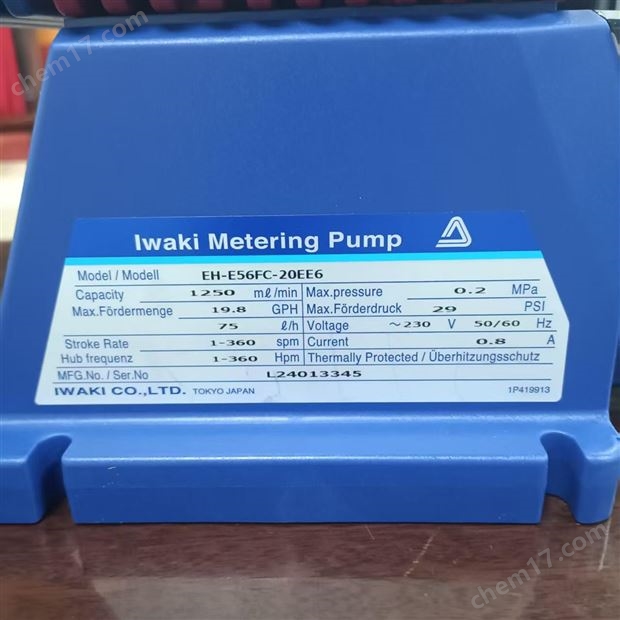 Iwaki Metering Pump
Model / Modell EH-E56FC-20EE6
Capacity 1250 mℓ/min Max.pressure 0.2 MPa
Max.Fördermenge 19.8 GPH Max.Förderdruck 29 PSI
75 ℓ/h Voltage ~230 V 50/60 Hz
Stroke Rate 1-360 spm Current 0.8 A
Hub frequenz 1-360 Hpm Thermally Protected / Überhitzungsschutz
MFG.No. / Ser.No L24013345
IWAKI CO.,LTD. TOKYO JAPAN 1P419913
chem17.com
chem17.com
chem17.com